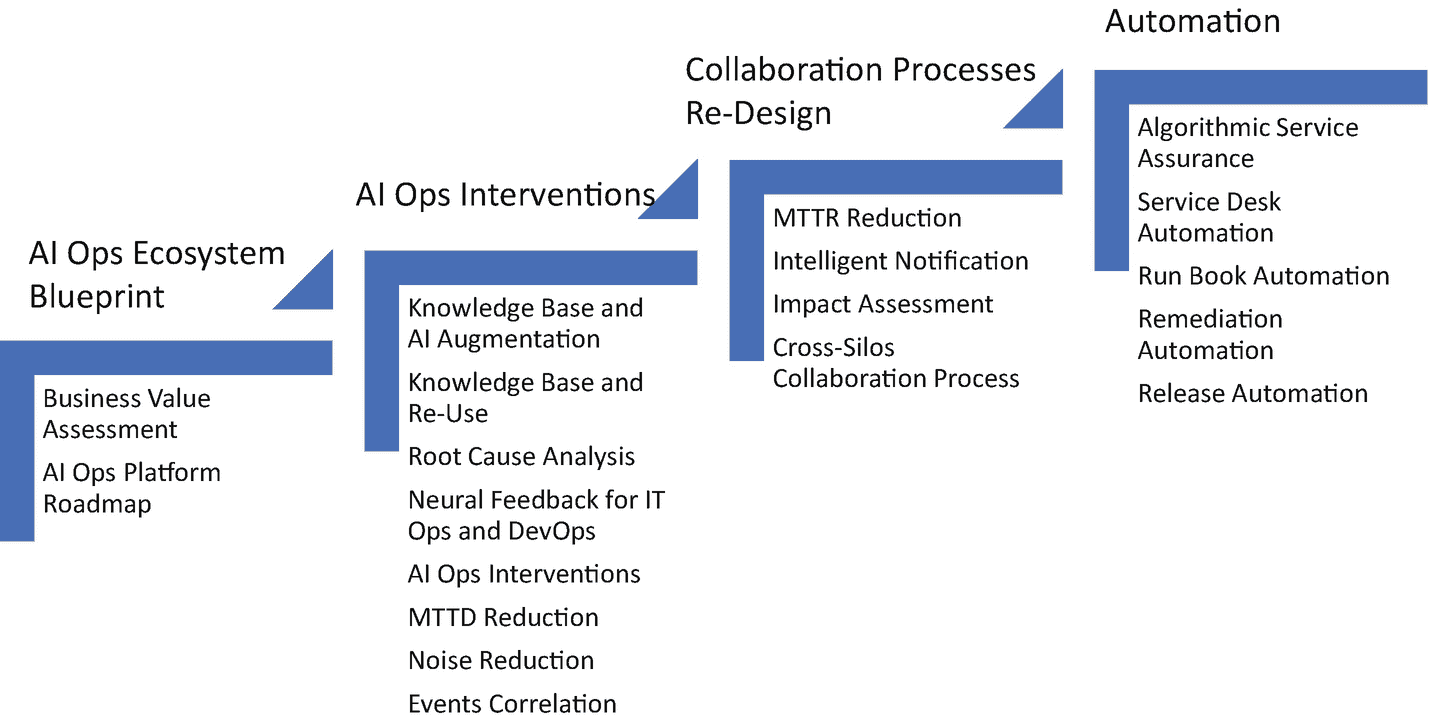 AI Ops Ecosystem
Blueprint
Business Value
Assessment
AI Ops Platform
Roadmap
AI Ops Interventions
Knowledge Base and
AI Augmentation
Knowledge Base and
Re-Use
Root Cause Analysis
Neural Feedback for IT
Ops and DevOps
AI Ops Interventions
MTTD Reduction
Noise Reduction
Events Correlation
Collaboration Processes
Re-Design
MTTR Reduction
Intelligent Notification
Impact Assessment
Cross-Silos
Collaboration Process
Automation
Algorithmic Service
Assurance
Service Desk
Automation
Run Book Automation
Remediation
Automation
Release Automation